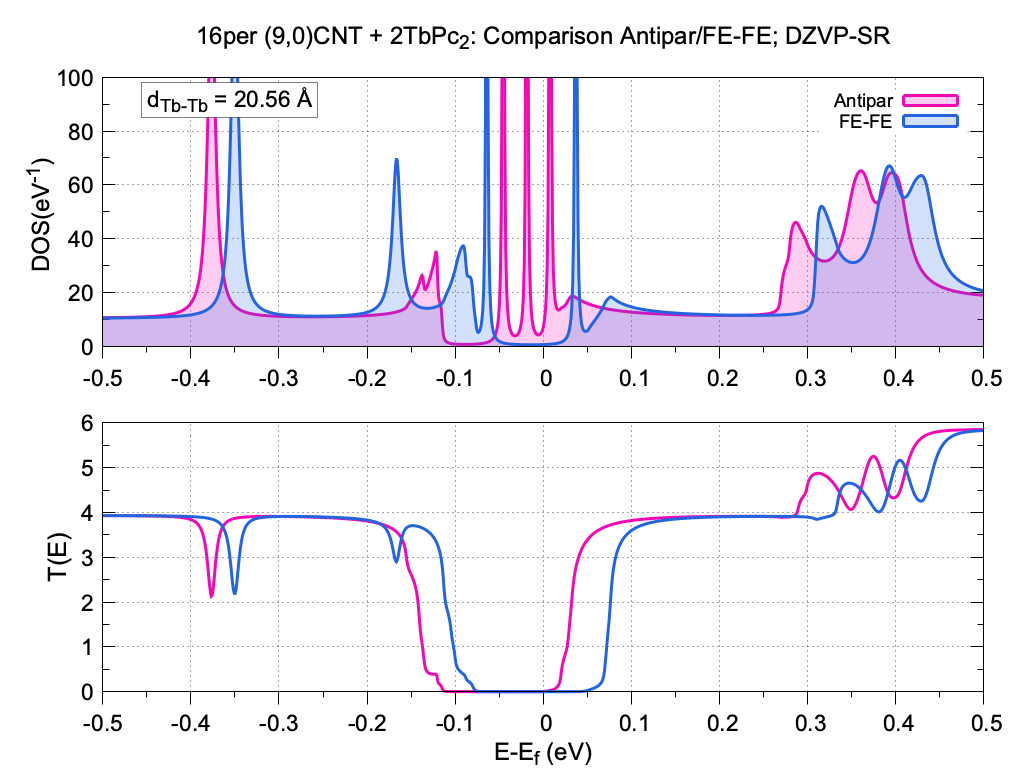 16per (9,0)CNT + 2TbPc2: Comparison Antipar/FE-FE; DZVP-SR
dTb-Tb = 20.56 Å
Antipar
FE-FE
DOS(eV-1)
100
80
60
40
20
0
-0.5 -0.4 -0.3 -0.2 -0.1 0 0.1 0.2 0.3 0.4 0.5
T(E)
6
5
4
3
2
1
0
-0.5 -0.4 -0.3 -0.2 -0.1 0 0.1 0.2 0.3 0.4 0.5
E-Ef (eV)